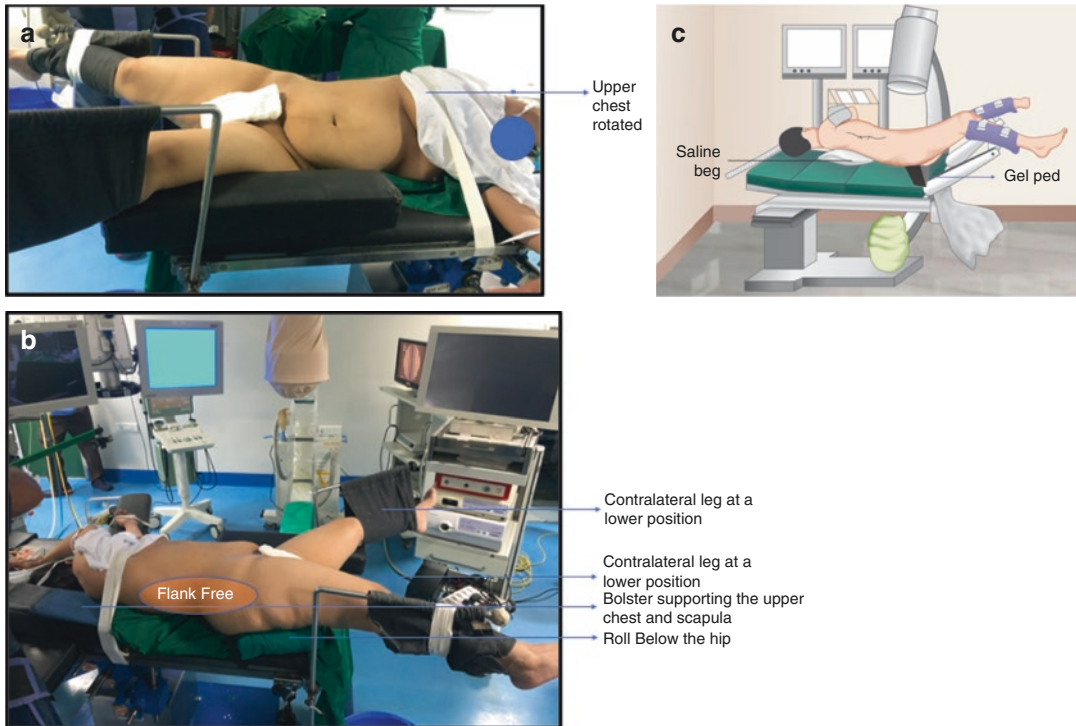 a
Upper
chest
rotated
c
Saline
beg
Gel ped
b
Flank Free
Contralateral leg at a
lower position
Contralateral leg at a
lower position
Bolster supporting the upper
chest and scapula
Roll Below the hip